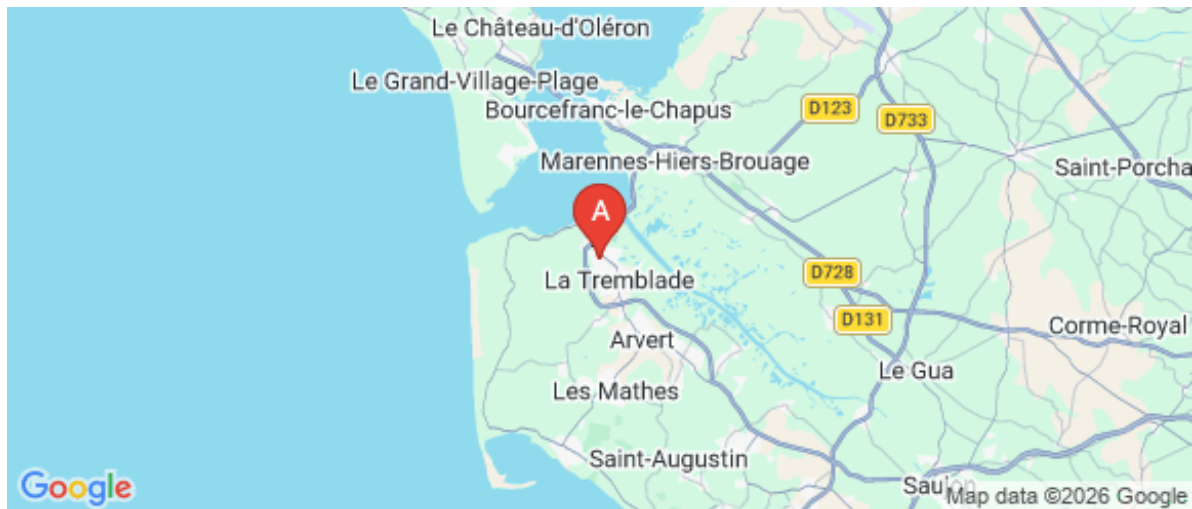 Le Château-d'Oléron
Le Grand-Village-Plage
Bourcefranc-le-Chapus
D123
D733
Marennes-Hiers-Brouage
Saint-Porcha
A
La Tremblade
D728
D131
Corme-Royal
Arvert
Le Gua
Les Mathes
Saint-Augustin
Google
Saujon
Map data ©2026 Google